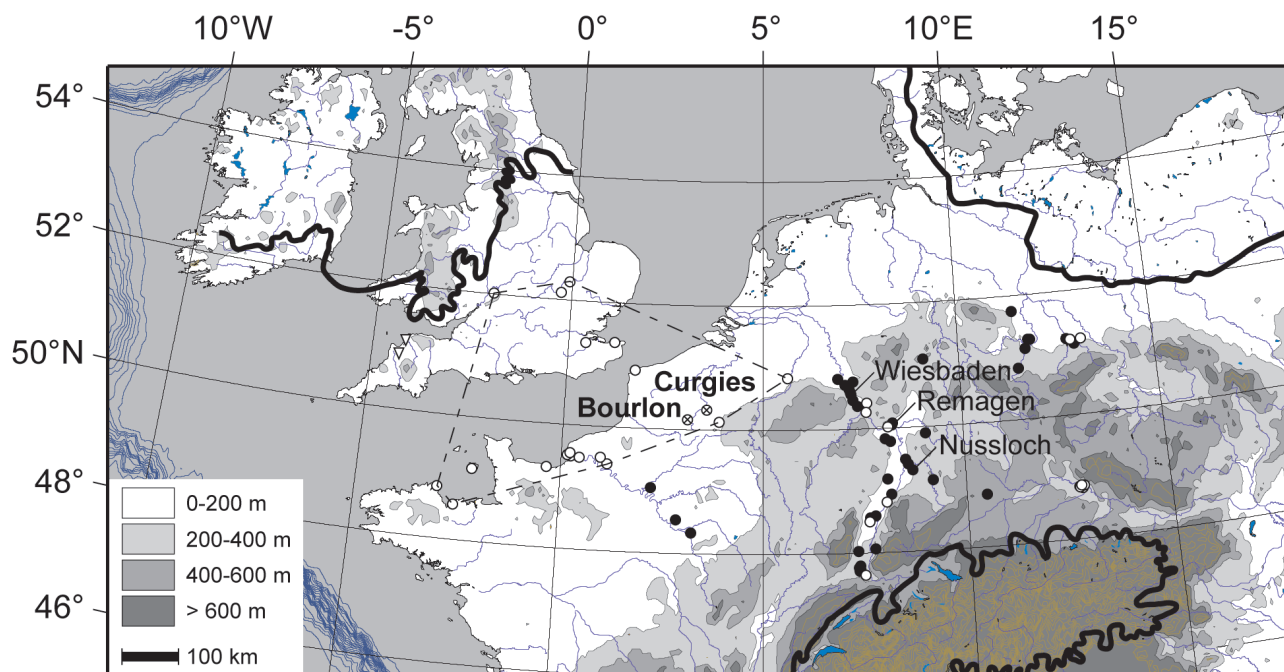 10°W -5° 0° 5° 10°E 15°
54°
52°
50°N
48°
46°
Wiesbaden
Curgies
Remagen
Bourlon
Nussloch
0-200 m
200-400 m
400-600 m
> 600 m
100 km